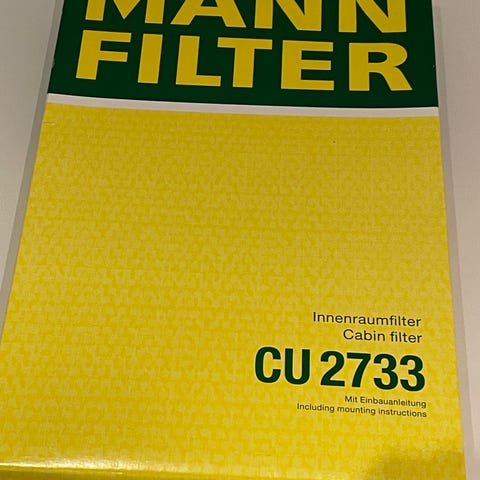 MANN
FILTER
Innenraumfilter
Cabin filter
CU 2733
Mit Einbauanleitung
Including mounting instructions